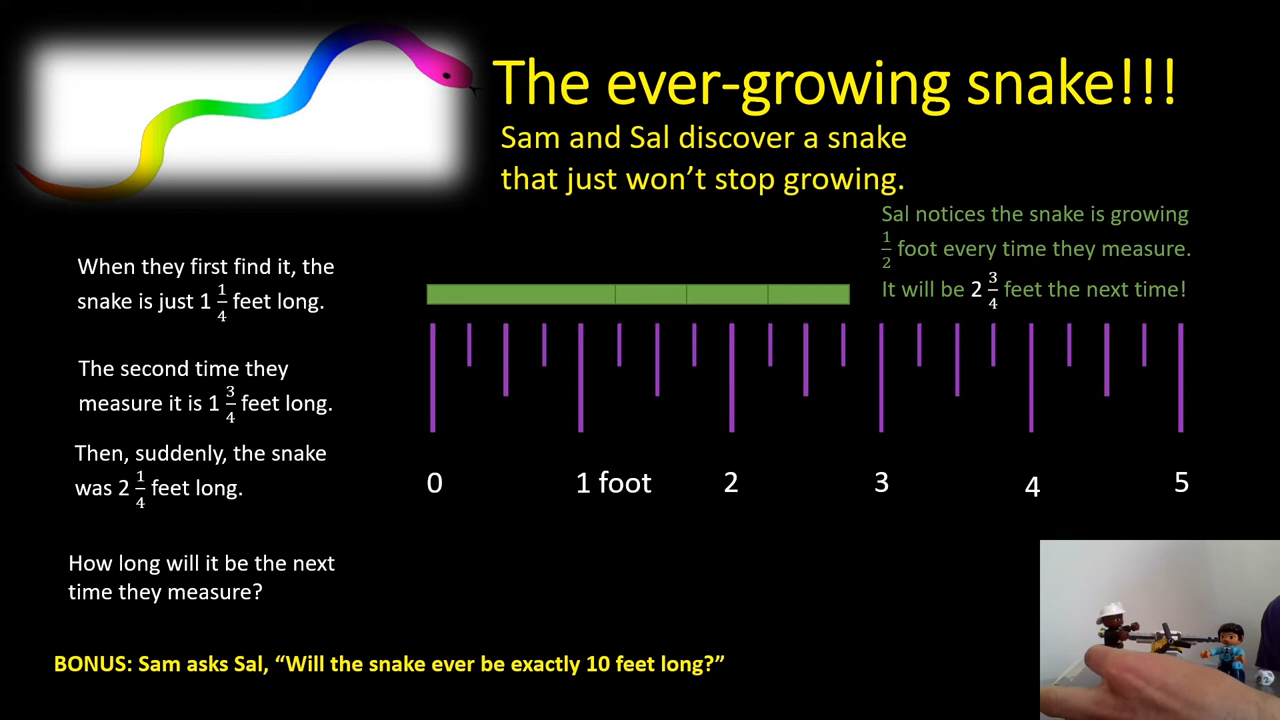 The ever-growing snake!!!
Sam and Sal discover a snake
that just won’t stop growing.
Sal notices the snake is growing
1/2 foot every time they measure.
It will be 2 3/4 feet the next time!
When they first find it, the
snake is just 1 1/4 feet long.
The second time they
measure it is 1 3/4 feet long.
Then, suddenly, the snake
was 2 1/4 feet long.
How long will it be the next
time they measure?
0 1 foot 2 3 4 5
BONUS: Sam asks Sal, “Will the snake ever be exactly 10 feet long?”